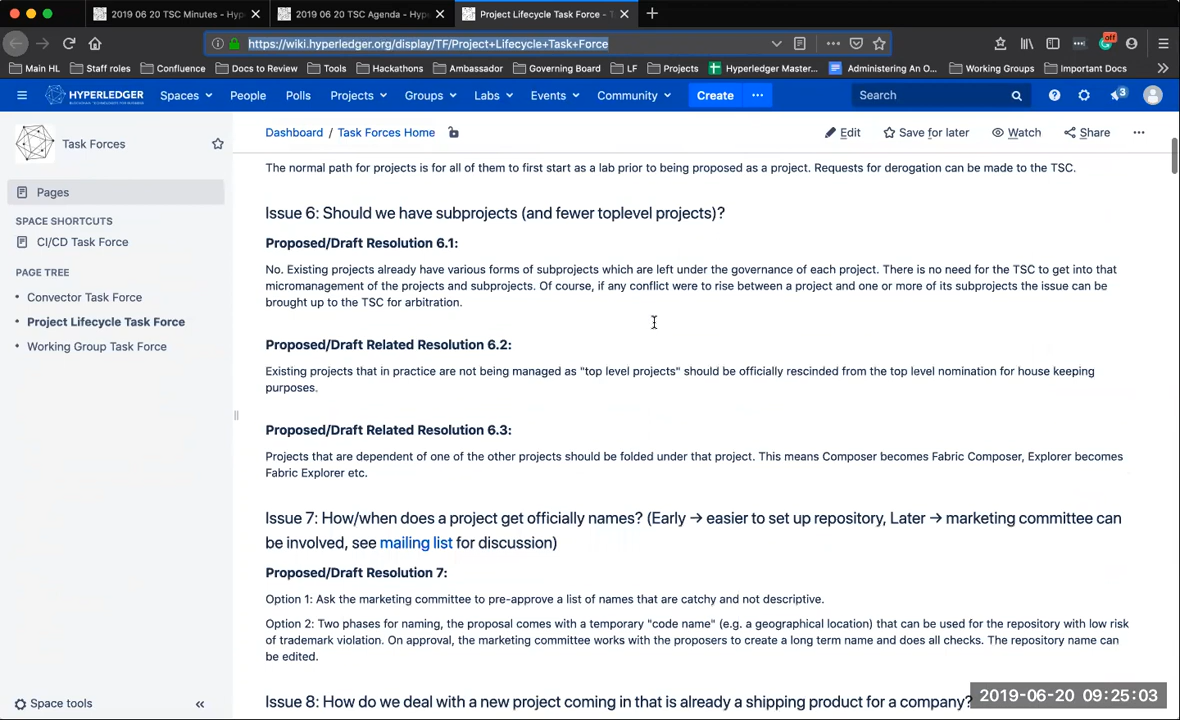 2019 06 20 TSC Minutes - Hype
2019 06 20 TSC Agenda - Hype
Project Lifecycle Task Force - T
https://wiki.hyperledger.org/display/TF/Project+Lifecycle+Task+Force
off
Main HL
Staff roles
Confluence
Docs to Review
Tools
Hackathons
Ambassador
Governing Board
LF
Projects
Hyperledger Master...
Administering An O...
Working Groups
Important Docs
HYPERLEDGER
Spaces
People
Polls
Projects
Groups
Labs
Events
Community
Create
Search
3
Task Forces
Dashboard / Task Forces Home
Edit
Save for later
Watch
Share
Pages
SPACE SHORTCUTS
CI/CD Task Force
PAGE TREE
• Convector Task Force
• Project Lifecycle Task Force
• Working Group Task Force
Space tools
The normal path for projects is for all of them to first start as a lab prior to being proposed as a project. Requests for derogation can be made to the TSC.
Issue 6: Should we have subprojects (and fewer toplevel projects)?
Proposed/Draft Resolution 6.1:
No. Existing projects already have various forms of subprojects which are left under the governance of each project. There is no need for the TSC to get into that
micromanagement of the projects and subprojects. Of course, if any conflict were to rise between a project and one or more of its subprojects the issue can be
brought up to the TSC for arbitration.
Proposed/Draft Related Resolution 6.2:
Existing projects that in practice are not being managed as "top level projects" should be officially rescinded from the top level nomination for house keeping
purposes.
Proposed/Draft Related Resolution 6.3:
Projects that are dependent of one of the other projects should be folded under that project. This means Composer becomes Fabric Composer, Explorer becomes
Fabric Explorer etc.
Issue 7: How/when does a project get officially names? (Early → easier to set up repository, Later → marketing committee can
be involved, see mailing list for discussion)
Proposed/Draft Resolution 7:
Option 1: Ask the marketing committee to pre-approve a list of names that are catchy and not descriptive.
Option 2: Two phases for naming, the proposal comes with a temporary "code name" (e.g. a geographical location) that can be used for the repository with low risk
of trademark violation. On approval, the marketing committee works with the proposers to create a long term name and does all checks. The repository name can
be edited.
Issue 8: How do we deal with a new project coming in that is already a shipping product for a company?
2019-06-20 09:25:03